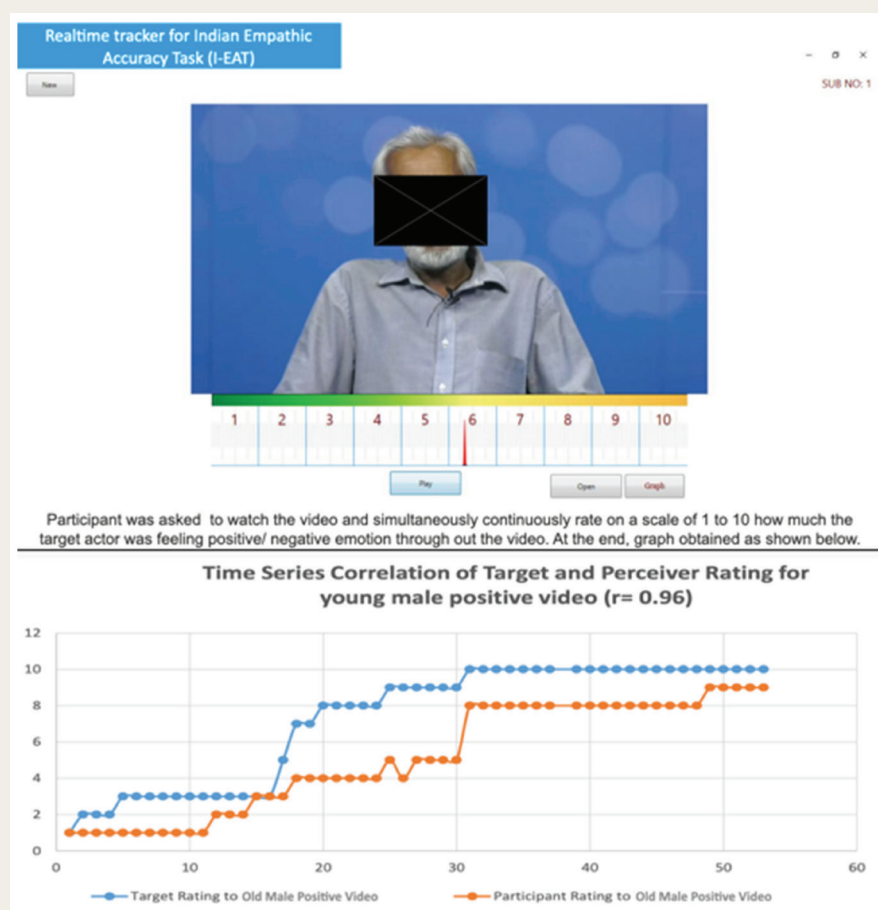 Realtime tracker for Indian Empathic
Accuracy Task (I-EAT)
New
SUB NO: 1
1 2 3 4 5 6 7 8 9 10
Play
Open
Graph
Participant was asked to watch the video and simultaneously continuously rate on a scale of 1 to 10 how much the
target actor was feeling positive/ negative emotion through out the video. At the end, graph obtained as shown below.
Time Series Correlation of Target and Perceiver Rating for
young male positive video (r= 0.96)
12
10
8
6
4
2
0
0 10 20 30 40 50 60
Target Rating to Old Male Positive Video
Participant Rating to Old Male Positive Video